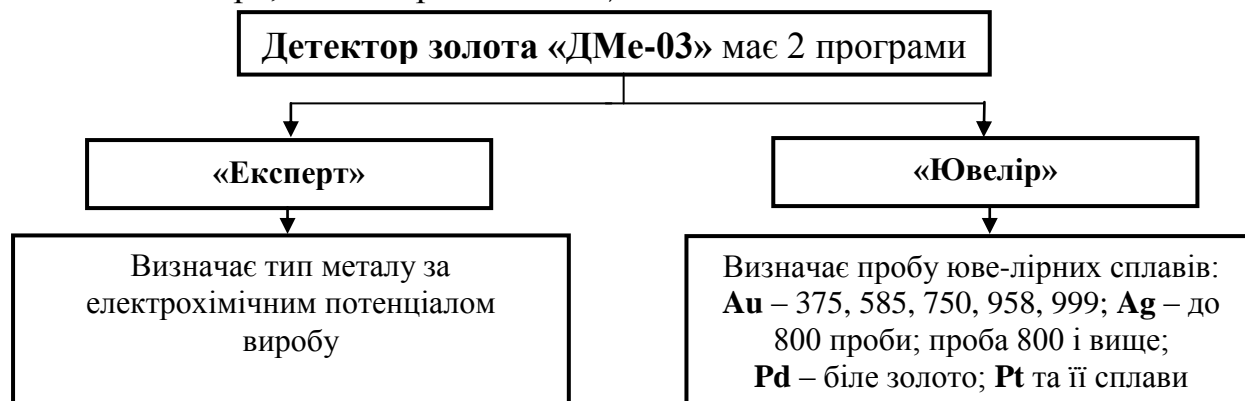 Детектор золота «ДМе-03» має 2 програми
«Експерт»
«Ювелір»
Визначає тип металу за
електрохімічним потенціалом
виробу
Визначає пробу юве-лірних сплавів:
Au – 375, 585, 750, 958, 999; Ag – до
800 проби; проба 800 і вище;
Pd – біле золото; Pt та її сплави